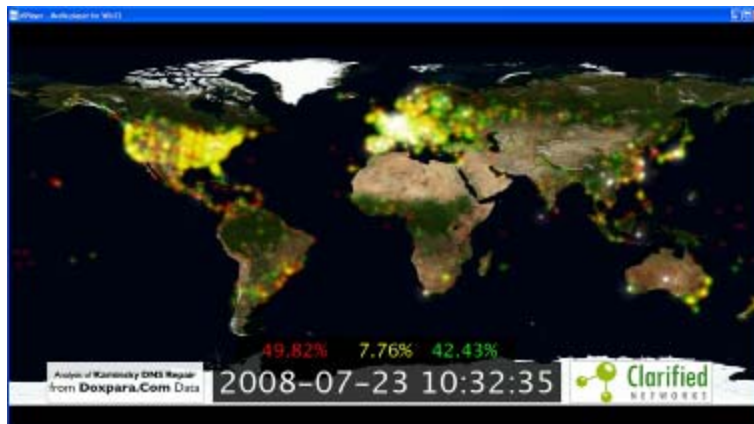 49.82% 7.76% 42.43%
Analysis of Kaminsky DNS Repair
from Doxpara.Com Data
2008-07-23 10:32:35
Clarified
NETWORKS